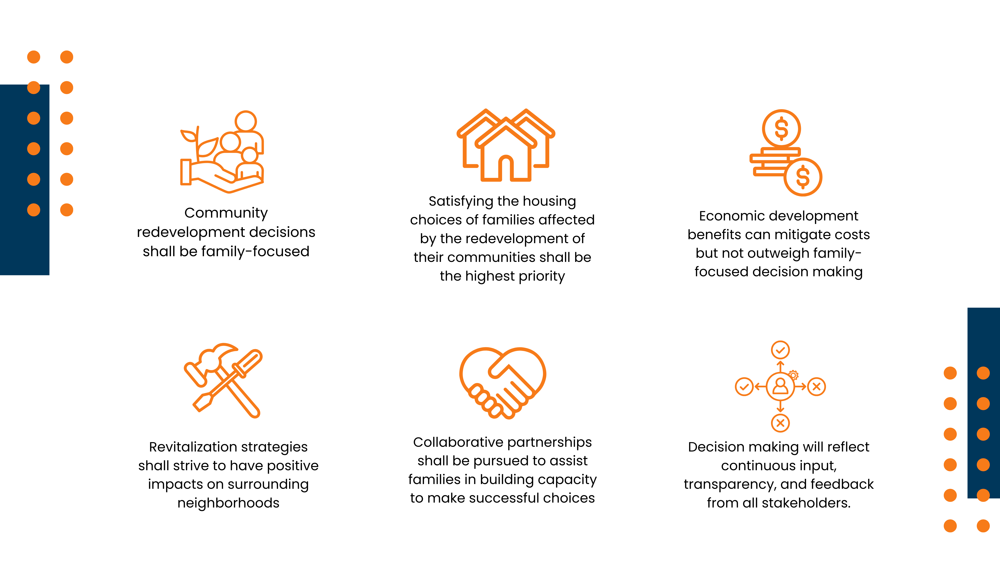 Community
redevelopment decisions
shall be family-focused
Satisfying the housing
choices of families affected
by the redevelopment of
their communities shall be
the highest priority
Economic development
benefits can mitigate costs
but not outweigh family-
focused decision making
Revitalization strategies
shall strive to have positive
impacts on surrounding
neighborhoods
Collaborative partnerships
shall be pursued to assist
families in building capacity
to make successful choices
Decision making will reflect
continuous input,
transparency, and feedback
from all stakeholders.